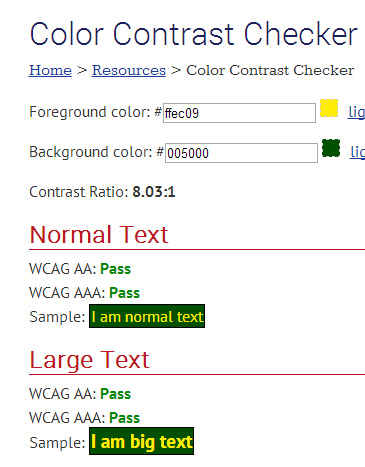 Color Contrast Checker
Home > Resources > Color Contrast Checker
Foreground color: #ffec09 lig
Background color: #005000 lig
Contrast Ratio: 8.03:1
Normal Text
WCAG AA: Pass
WCAG AAA: Pass
Sample: I am normal text
Large Text
WCAG AA: Pass
WCAG AAA: Pass
Sample: I am big text